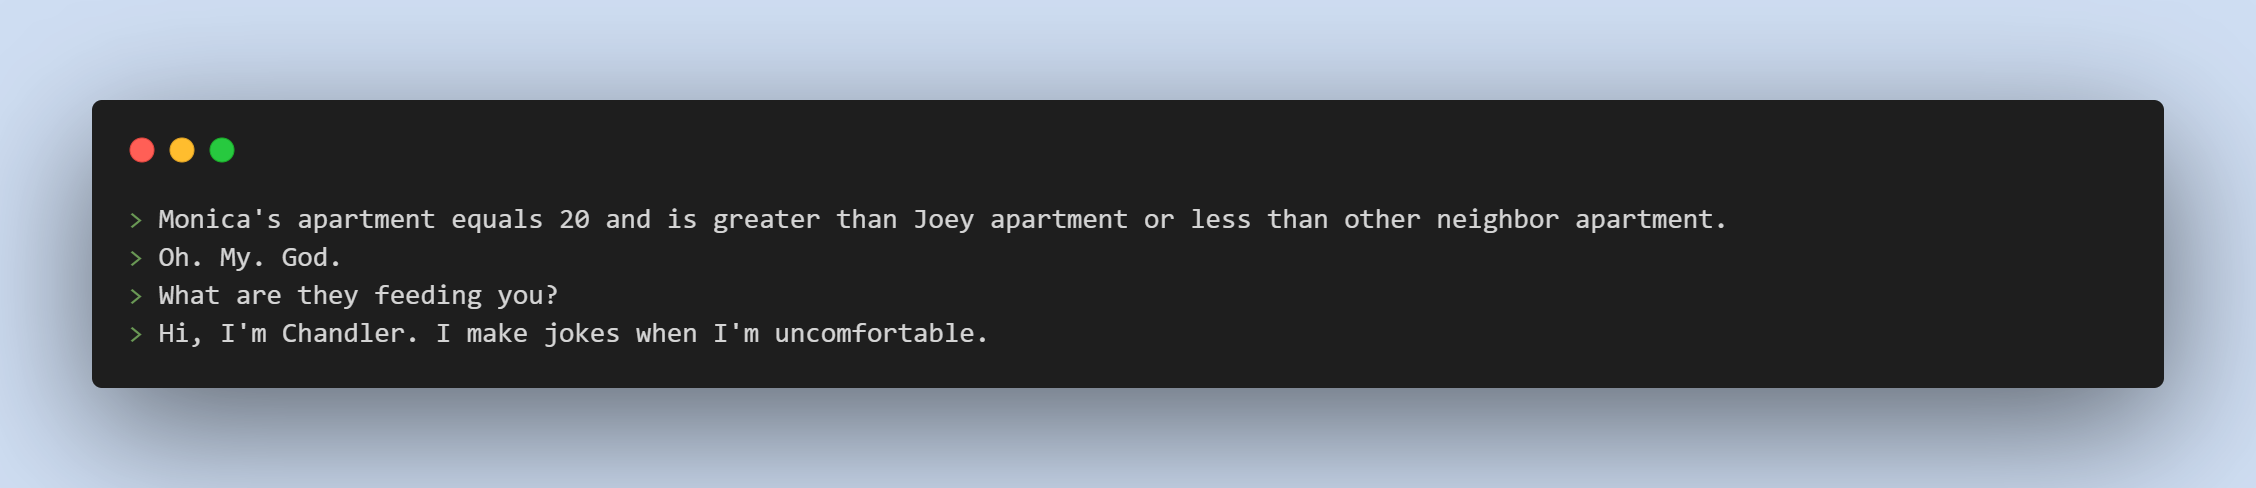 > Monica's apartment equals 20 and is greater than Joey apartment or less than other neighbor apartment.
> Oh. My. God.
> What are they feeding you?
> Hi, I'm Chandler. I make jokes when I'm uncomfortable.